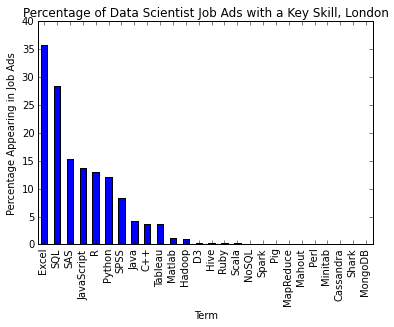 Percentage of Data Scientist Job Ads with a Key Skill, London
Percentage Appearing in Job Ads
40
35
30
25
20
15
10
5
0
Excel
SQL
SAS
JavaScript
R
Python
SPSS
Java
C++
Tableau
Matlab
Hadoop
D3
Hive
Ruby
Scala
NoSQL
Spark
Pig
MapReduce
Mahout
Perl
Minitab
Cassandra
Shark
MongoDB
Term